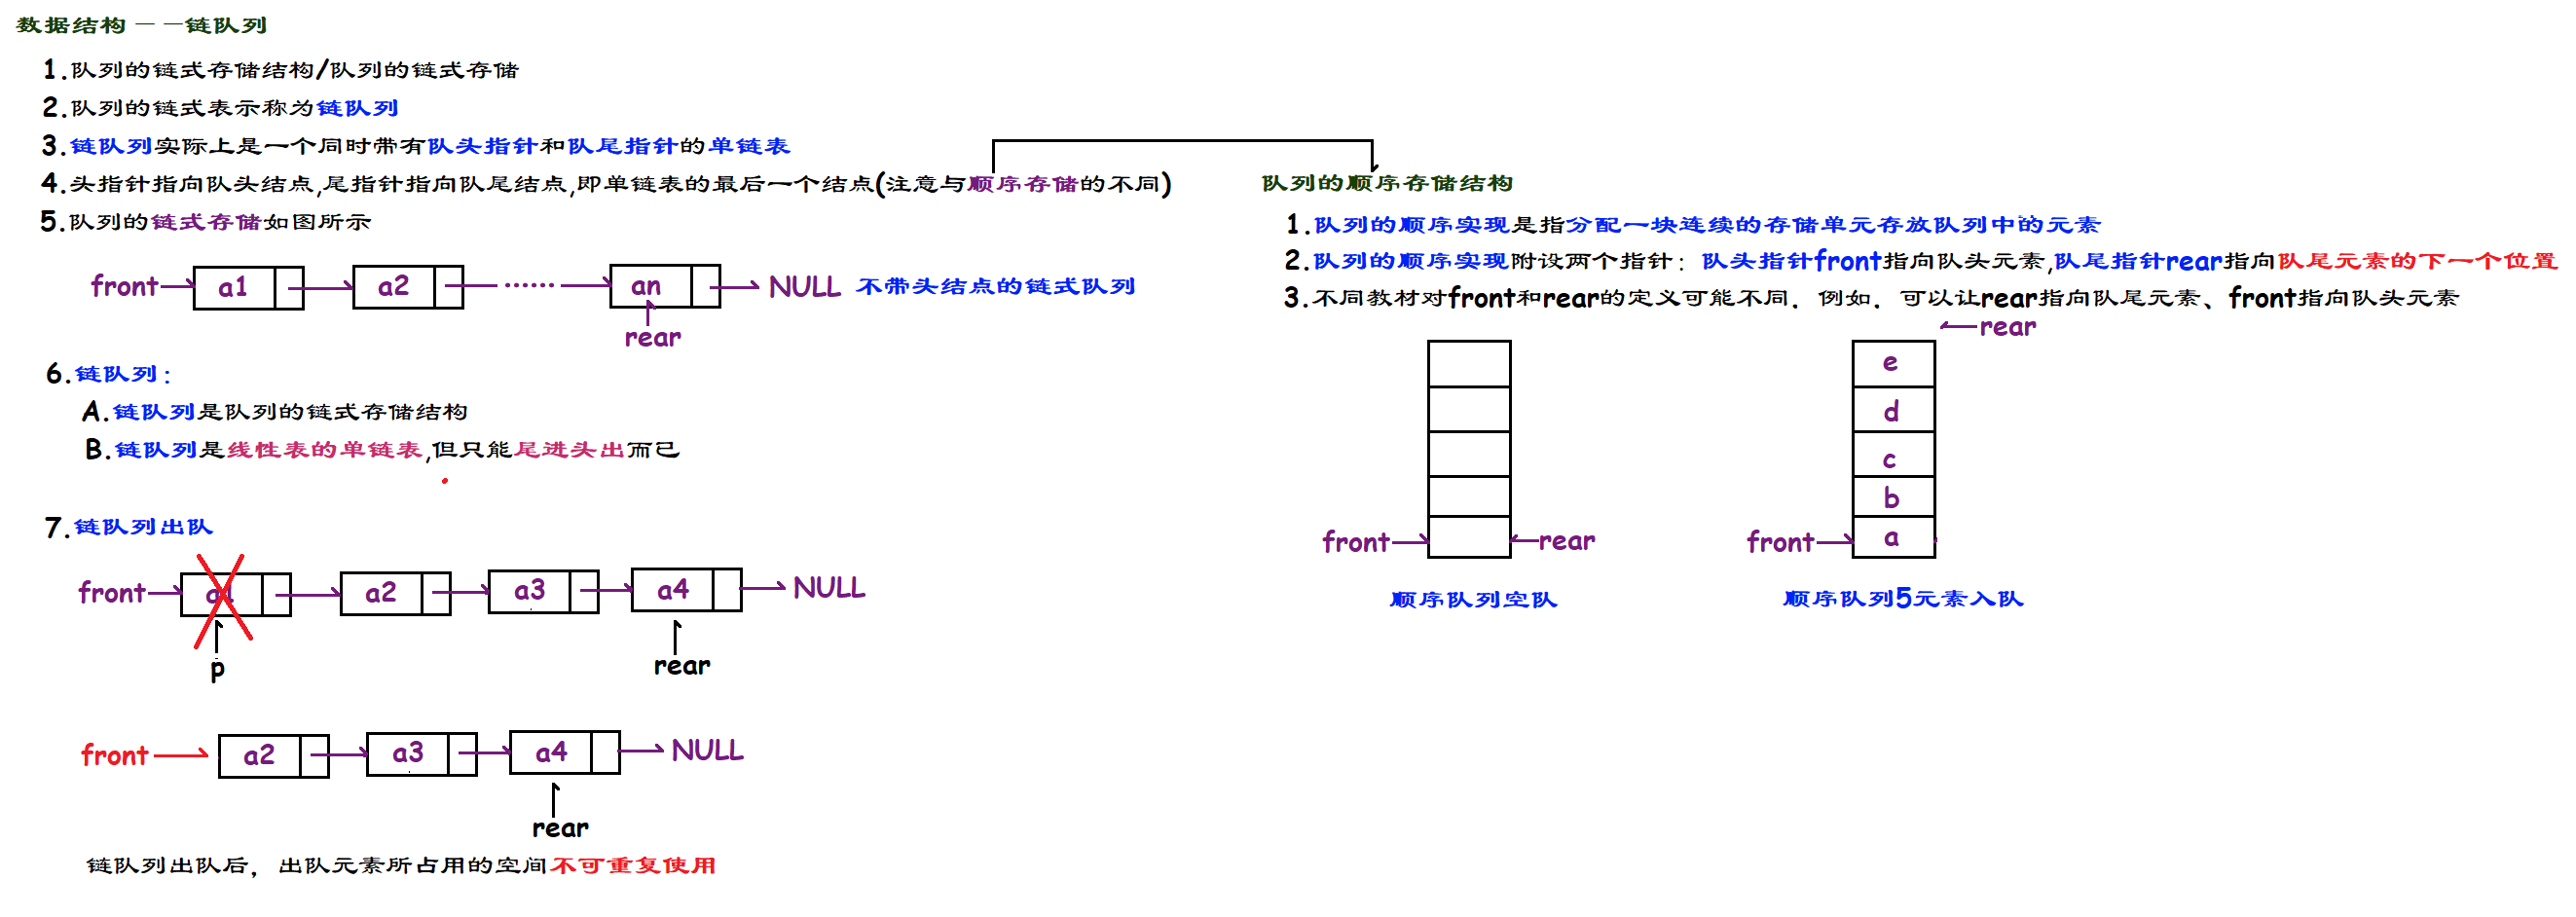 数据结构——链队列
1.队列的链式存储结构/队列的链式存储
2.队列的链式表示称为链队列
3.链队列实际上是一个同时带有队头指针和队尾指针的单链表
4.头指针指向队头结点,尾指针指向队尾结点,即单链表的最后一个结点(注意与顺序存储的不同)
5.队列的链式存储如图所示
front a1 a2 ······ an NULL 不带头结点的链式队列
rear
6.链队列:
A.链队列是队列的链式存储结构
B.链队列是线性表的单链表,但只能尾进头出而已
7.链队列出队
front a1 a2 a3 a4 NULL
p rear
front a2 a3 a4 NULL
rear
链队列出队后，出队元素所占用的空间不可重复使用
队列的顺序存储结构
1.队列的顺序实现是指分配一块连续的存储单元存放队列中的元素
2.队列的顺序实现附设两个指针：队头指针front指向队头元素,队尾指针rear指向队尾元素的下一个位置
3.不同教材对front和rear的定义可能不同．例如．可以让rear指向队尾元素、front指向队头元素
rear
e
d
c
b
front rear front a
顺序队列空队 顺序队列5元素入队